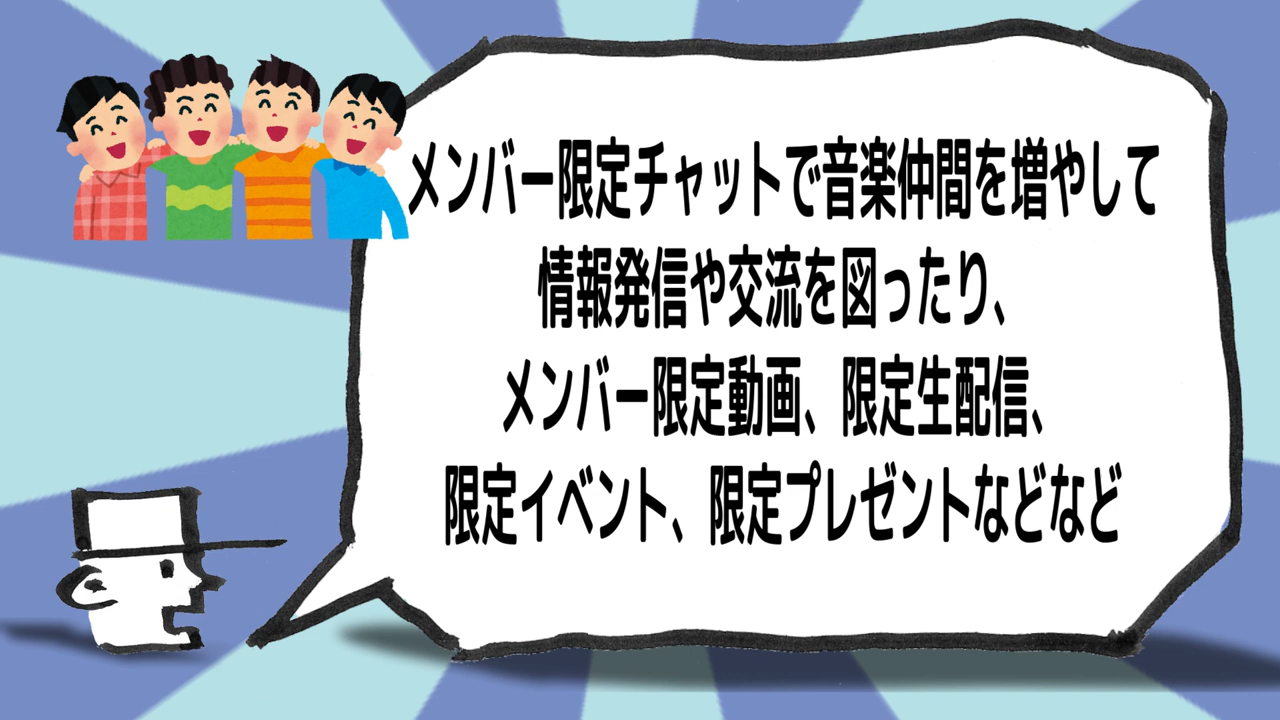 メンバー限定チャットで音楽仲間を増やして
情報発信や交流を図ったり、
メンバー限定動画、限定生配信、
限定イベント、限定プレゼントなどなど